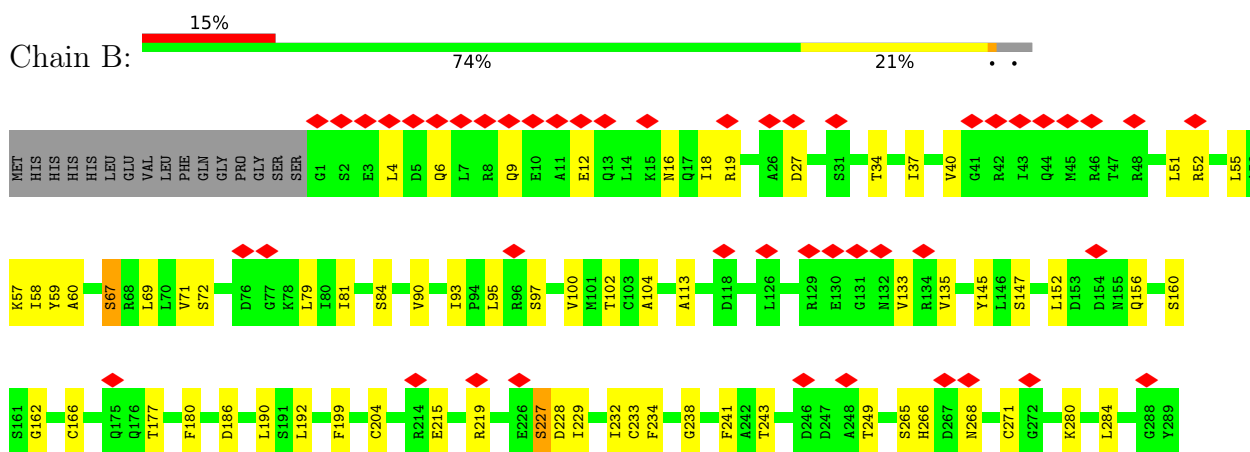 15%
Chain B:
74% 21% • •
MET HIS HIS HIS HIS LEU GLU VAL LEU PHE GLN GLY PRO GLY SER SER G1 S2 E3 L4 D5 Q6 L7 R8 Q9 E10 A11 E12 Q13 L14 K15 N16 Q17 I18 R19 A26 D27 S31 T34 I37 V40 G41 R42 I43 Q44 M45 R46 T47 R48 L51 R52 L55
K57 I58 Y59 A60 S67 R68 L69 L70 V71 S72 D76 G77 K78 L79 I80 I81 S84 V90 I93 P94 L95 R96 S97 V100 M101 T102 C103 A104 A113 D118 L126 R129 E130 G131 N132 V133 R134 V135 Y145 L146 S147 L152 D153 D154 N155 Q156 S160
S161 G162 C166 Q175 Q176 T177 F180 D186 L190 S191 L192 F199 C204 R214 E215 R219 E226 S227 D228 I229 I232 C233 F234 G238 F241 A242 T243 D246 D247 A248 T249 S265 H266 D267 N268 C271 G272 K280 L284 G288 Y289